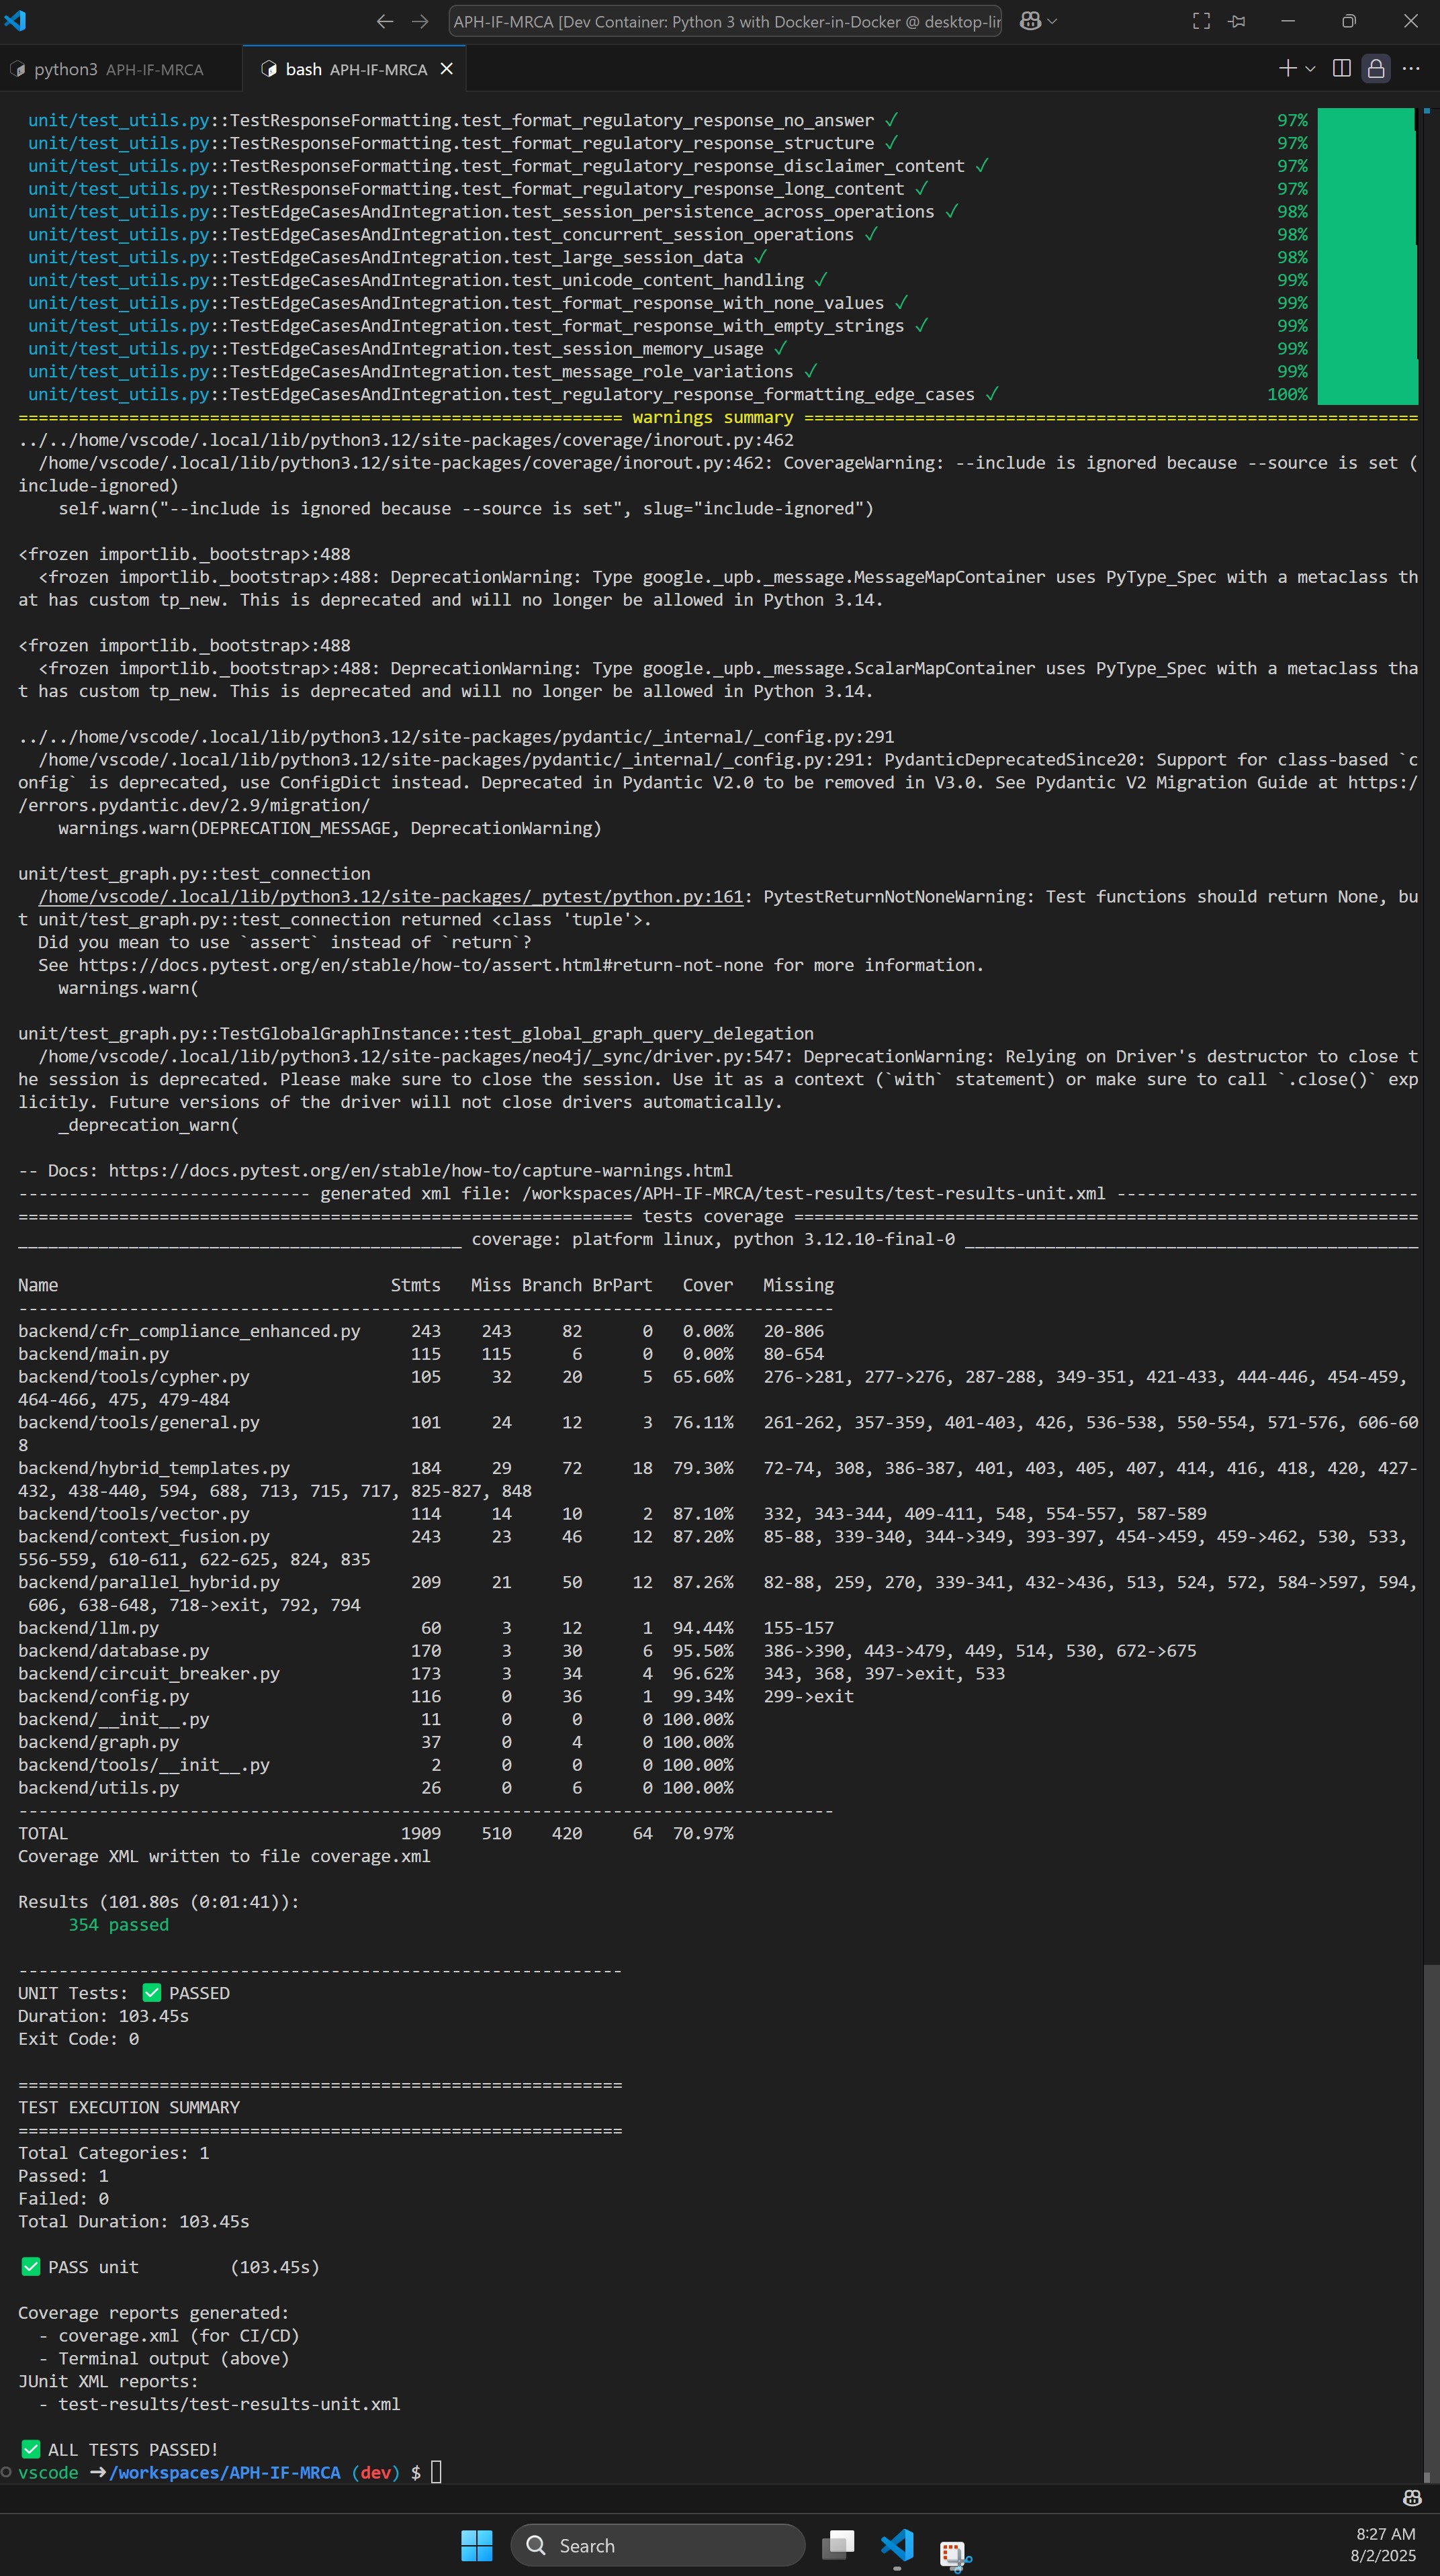 APH-IF-MRCA [Dev Container: Python 3 with Docker-in-Docker @ desktop-lin
python3 APH-IF-MRCA
bash APH-IF-MRCA
unit/test_utils.py::TestResponseFormatting.test_format_regulatory_response_no_answer ✓ 97%
unit/test_utils.py::TestResponseFormatting.test_format_regulatory_response_structure ✓ 97%
unit/test_utils.py::TestResponseFormatting.test_format_regulatory_response_disclaimer_content ✓ 97%
unit/test_utils.py::TestResponseFormatting.test_format_regulatory_response_long_content ✓ 97%
unit/test_utils.py::TestEdgeCasesAndIntegration.test_session_persistence_across_operations ✓ 98%
unit/test_utils.py::TestEdgeCasesAndIntegration.test_concurrent_session_operations ✓ 98%
unit/test_utils.py::TestEdgeCasesAndIntegration.test_large_session_data ✓ 98%
unit/test_utils.py::TestEdgeCasesAndIntegration.test_unicode_content_handling ✓ 99%
unit/test_utils.py::TestEdgeCasesAndIntegration.test_format_response_with_none_values ✓ 99%
unit/test_utils.py::TestEdgeCasesAndIntegration.test_format_response_with_empty_strings ✓ 99%
unit/test_utils.py::TestEdgeCasesAndIntegration.test_session_memory_usage ✓ 99%
unit/test_utils.py::TestEdgeCasesAndIntegration.test_message_role_variations ✓ 99%
unit/test_utils.py::TestEdgeCasesAndIntegration.test_regulatory_response_formatting_edge_cases ✓ 100%
============================================================ warnings summary =============================================================
../../home/vscode/.local/lib/python3.12/site-packages/coverage/inorout.py:462
  /home/vscode/.local/lib/python3.12/site-packages/coverage/inorout.py:462: CoverageWarning: --include is ignored because --source is set (
include-ignored)
    self.warn("--include is ignored because --source is set", slug="include-ignored")
<frozen importlib._bootstrap>:488
  <frozen importlib._bootstrap>:488: DeprecationWarning: Type google._upb._message.MessageMapContainer uses PyType_Spec with a metaclass th
at has custom tp_new. This is deprecated and will no longer be allowed in Python 3.14.
<frozen importlib._bootstrap>:488
  <frozen importlib._bootstrap>:488: DeprecationWarning: Type google._upb._message.ScalarMapContainer uses PyType_Spec with a metaclass tha
t has custom tp_new. This is deprecated and will no longer be allowed in Python 3.14.
../../home/vscode/.local/lib/python3.12/site-packages/pydantic/_internal/_config.py:291
  /home/vscode/.local/lib/python3.12/site-packages/pydantic/_internal/_config.py:291: PydanticDeprecatedSince20: Support for class-based `c
onfig` is deprecated, use ConfigDict instead. Deprecated in Pydantic V2.0 to be removed in V3.0. See Pydantic V2 Migration Guide at https:/
/errors.pydantic.dev/2.9/migration/
    warnings.warn(DEPRECATION_MESSAGE, DeprecationWarning)
unit/test_graph.py::test_connection
  /home/vscode/.local/lib/python3.12/site-packages/_pytest/python.py:161: PytestReturnNotNoneWarning: Test functions should return None, bu
t unit/test_graph.py::test_connection returned <class 'tuple'>.
  Did you mean to use `assert` instead of `return`?
  See https://docs.pytest.org/en/stable/how-to/assert.html#return-not-none for more information.
    warnings.warn(
unit/test_graph.py::TestGlobalGraphInstance::test_global_graph_query_delegation
  /home/vscode/.local/lib/python3.12/site-packages/neo4j/_sync/driver.py:547: DeprecationWarning: Relying on Driver's destructor to close t
he session is deprecated. Please make sure to close the session. Use it as a context (`with` statement) or make sure to call `.close()` exp
licitly. Future versions of the driver will not close drivers automatically.
    _deprecation_warn(
-- Docs: https://docs.pytest.org/en/stable/how-to/capture-warnings.html
----------------------------- generated xml file: /workspaces/APH-IF-MRCA/test-results/test-results-unit.xml ------------------------------
============================================================= tests coverage ==============================================================
____________________________________________ coverage: platform linux, python 3.12.10-final-0 _____________________________________________
Name                                 Stmts   Miss Branch BrPart   Cover   Missing
---------------------------------------------------------------------------------
backend/cfr_compliance_enhanced.py     243    243     82      0   0.00%   20-806
backend/main.py                        115    115      6      0   0.00%   80-654
backend/tools/cypher.py                105     32     20      5  65.60%   276->281, 277->276, 287-288, 349-351, 421-433, 444-446, 454-459,
464-466, 475, 479-484
backend/tools/general.py               101     24     12      3  76.11%   261-262, 357-359, 401-403, 426, 536-538, 550-554, 571-576, 606-60
8
backend/hybrid_templates.py            184     29     72     18  79.30%   72-74, 308, 386-387, 401, 403, 405, 407, 414, 416, 418, 420, 427-
432, 438-440, 594, 688, 713, 715, 717, 825-827, 848
backend/tools/vector.py                114     14     10      2  87.10%   332, 343-344, 409-411, 548, 554-557, 587-589
backend/context_fusion.py              243     23     46     12  87.20%   85-88, 339-340, 344->349, 393-397, 454->459, 459->462, 530, 533,
556-559, 610-611, 622-625, 824, 835
backend/parallel_hybrid.py             209     21     50     12  87.26%   82-88, 259, 270, 339-341, 432->436, 513, 524, 572, 584->597, 594,
 606, 638-648, 718->exit, 792, 794
backend/llm.py                          60      3     12      1  94.44%   155-157
backend/database.py                    170      3     30      6  95.50%   386->390, 443->479, 449, 514, 530, 672->675
backend/circuit_breaker.py             173      3     34      4  96.62%   343, 368, 397->exit, 533
backend/config.py                      116      0     36      1  99.34%   299->exit
backend/__init__.py                     11      0      0      0 100.00%
backend/graph.py                        37      0      4      0 100.00%
backend/tools/__init__.py                2      0      0      0 100.00%
backend/utils.py                        26      0      6      0 100.00%
---------------------------------------------------------------------------------
TOTAL                                 1909    510    420     64  70.97%
Coverage XML written to file coverage.xml
Results (101.80s (0:01:41)):
     354 passed
------------------------------------------------------------
UNIT Tests: ✅ PASSED
Duration: 103.45s
Exit Code: 0
============================================================
TEST EXECUTION SUMMARY
============================================================
Total Categories: 1
Passed: 1
Failed: 0
Total Duration: 103.45s
✅ PASS unit         (103.45s)
Coverage reports generated:
  - coverage.xml (for CI/CD)
  - Terminal output (above)
JUnit XML reports:
  - test-results/test-results-unit.xml
✅ ALL TESTS PASSED!
vscode ➜/workspaces/APH-IF-MRCA (dev) $
Search
8:27 AM
8/2/2025